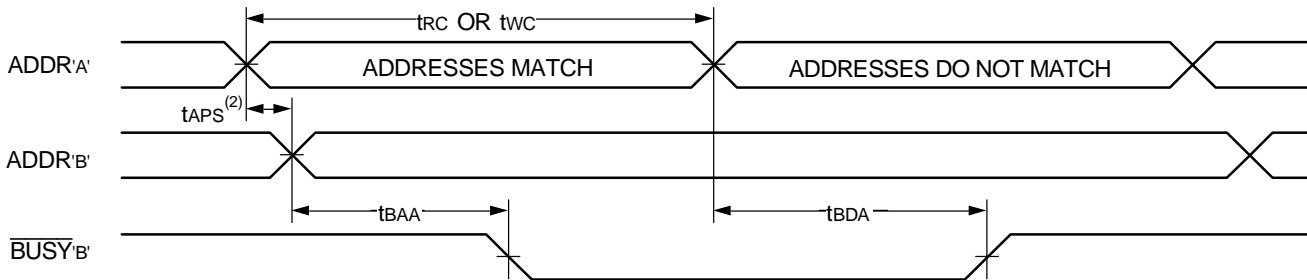 tRC OR tWC
ADDR'A'
ADDRESSES MATCH
ADDRESSES DO NOT MATCH
tAPS(2)
ADDR'B'
tBAA
tBDA
BUSY'B'